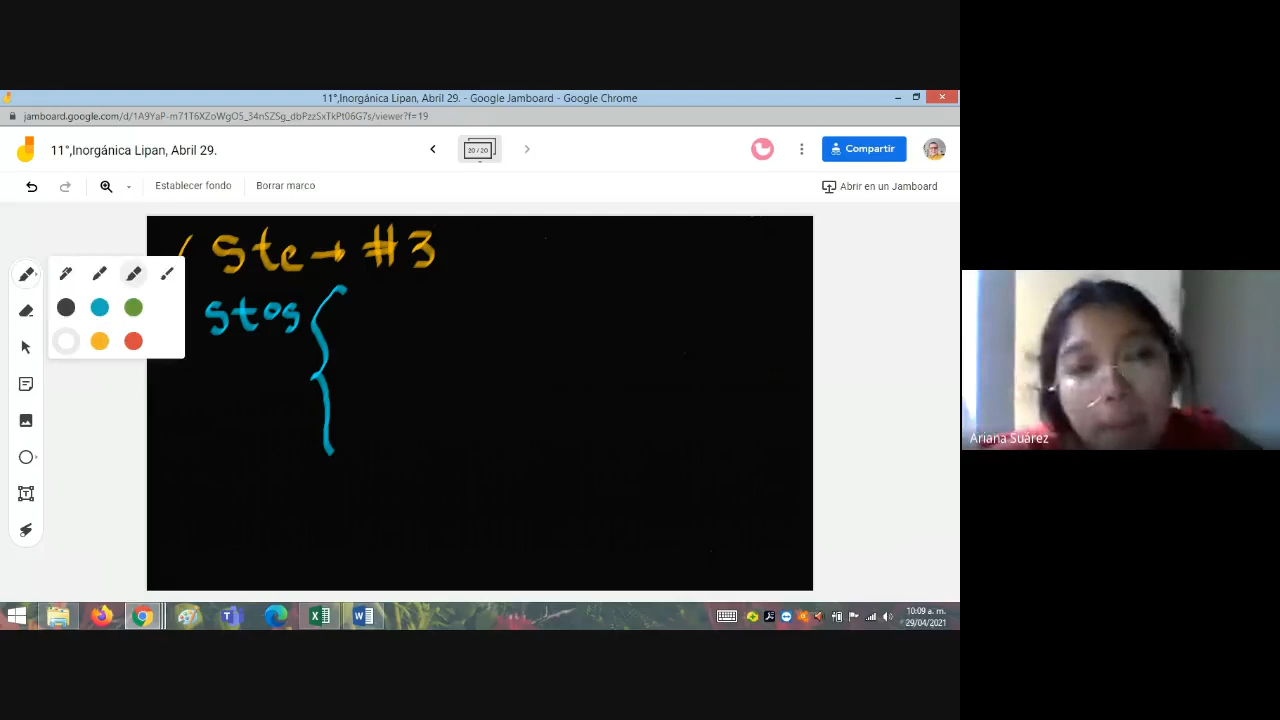 11°,Inorgánica Lipan, Abríl 29. - Google Jamboard - Google Chrome
jamboard.google.com/d/1A9YaP-m71T6XZoWgO5_34nSZSg_dbPzzSxTkPt06G7s/viewer?f=19
11°,Inorgánica Lipan, Abríl 29.
20 / 20
Compartir
Establecer fondo
Borrar marco
Abrir en un Jamboard
Ste → #3
stos {
Ariana Suárez
10:09 a. m.
29/04/2021